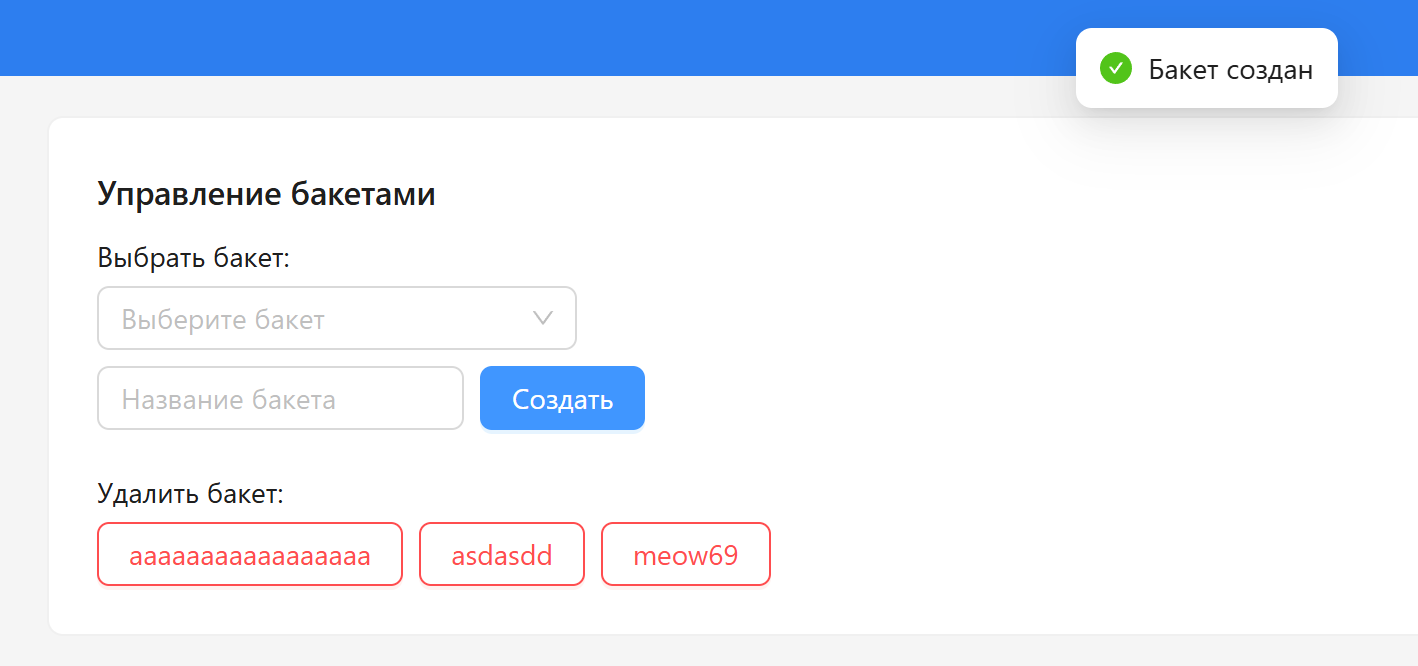 Бакет создан
Управление бакетами
Выбрать бакет:
Выберите бакет
Название бакета
Создать
Удалить бакет:
aaaaaaaaaaaaaaaaa
asdasdd
meow69